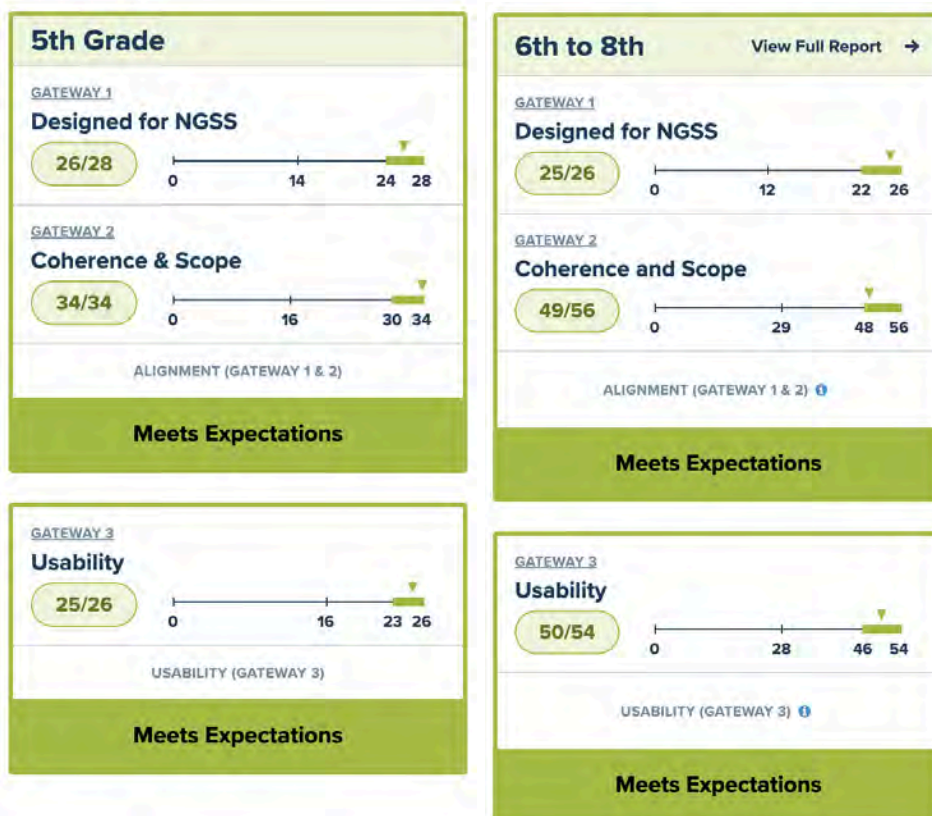 5th Grade
GATEWAY 1
Designed for NGSS
26/28
0 14 24 28
GATEWAY 2
Coherence & Scope
34/34
0 16 30 34
ALIGNMENT (GATEWAY 1 & 2)
Meets Expectations
GATEWAY 3
Usability
25/26
0 16 23 26
USABILITY (GATEWAY 3)
Meets Expectations
6th to 8th View Full Report →
GATEWAY 1
Designed for NGSS
25/26
0 12 22 26
GATEWAY 2
Coherence and Scope
49/56
0 29 48 56
ALIGNMENT (GATEWAY 1 & 2)
Meets Expectations
GATEWAY 3
Usability
50/54
0 28 46 54
USABILITY (GATEWAY 3)
Meets Expectations